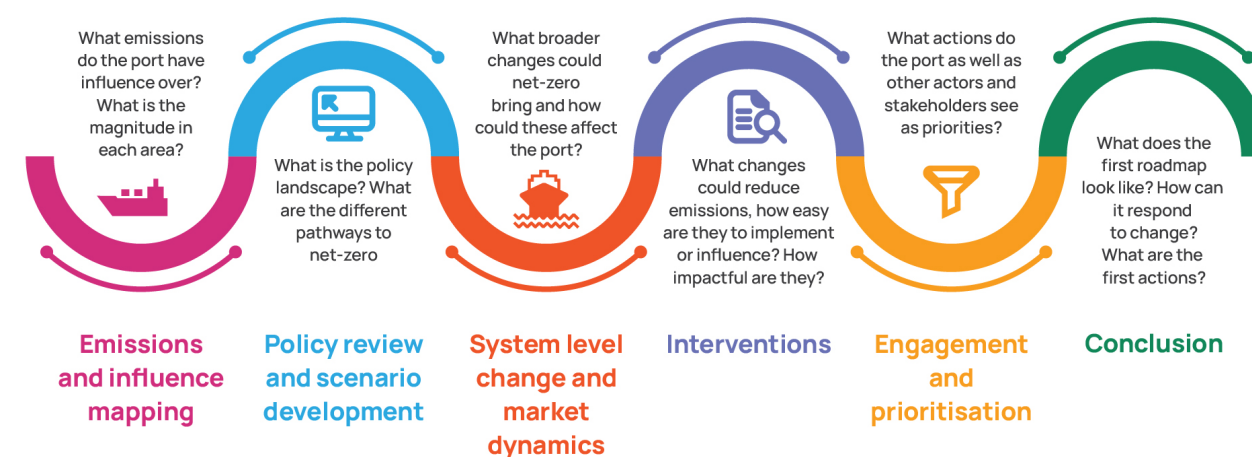 What emissions
do the port have
influence over?
What is the
magnitude in
each area?
What is the policy
landscape? What
are the different
pathways to
net-zero
What broader
changes could
net-zero
bring and how
could these affect
the port?
What changes
could reduce
emissions, how easy
are they to implement
or influence? How
impactful are they?
What actions do
the port as well as
other actors and
stakeholders see
as priorities?
What does the
first roadmap
look like? How can
it respond
to change?
What are the
first actions?
Emissions
and influence
mapping
Policy review
and scenario
development
System level
change and
market
dynamics
Interventions
Engagement
and
prioritisation
Conclusion